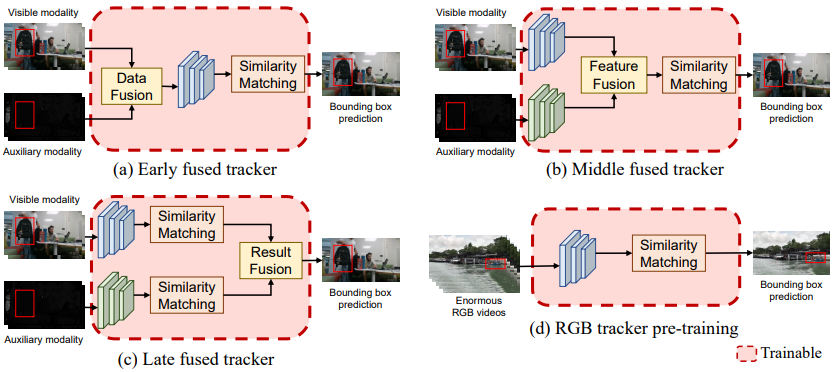 Visible modality
Data
Fusion
Similarity
Matching
Auxiliary modality
Bounding box
prediction
(a) Early fused tracker
Visible modality
Feature
Fusion
Similarity
Matching
Auxiliary modality
Bounding box
prediction
(b) Middle fused tracker
Visible modality
Similarity
Matching
Result
Fusion
Similarity
Matching
Auxiliary modality
Bounding box
prediction
(c) Late fused tracker
Similarity
Matching
Enormous
RGB videos
Bounding box
prediction
(d) RGB tracker pre-training
Trainable